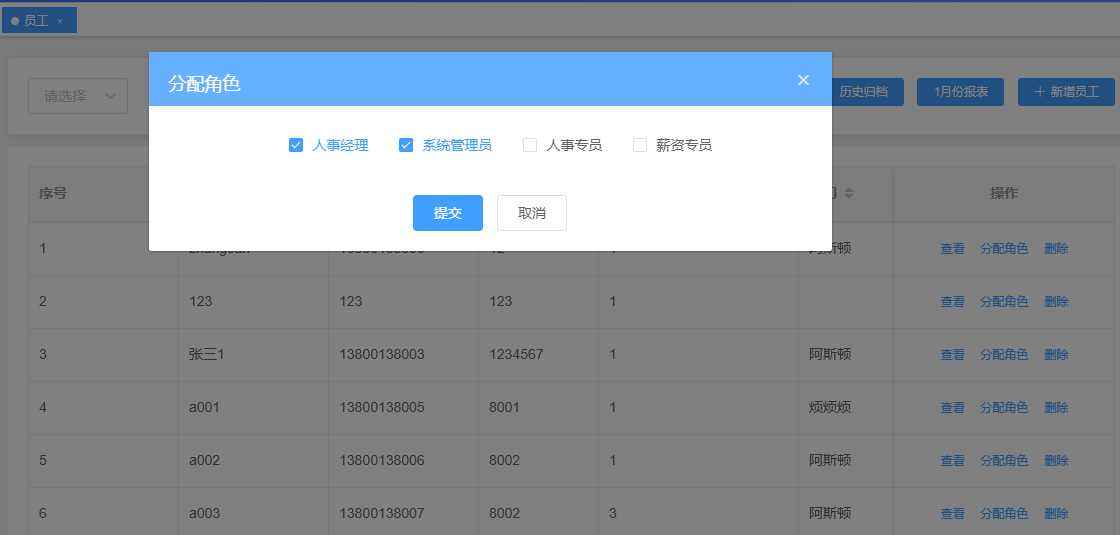 员工 ×
分配角色 ×
请选择
历史归档 1月份报表 + 新增员工
人事经理 系统管理员 人事专员 薪资专员
提交 取消
序号 操作
1 阿斯顿 查看 分配角色 删除
2 123 123 123 1 查看 分配角色 删除
3 张三1 13800138003 1234567 1 阿斯顿 查看 分配角色 删除
4 a001 13800138005 8001 1 烦烦烦 查看 分配角色 删除
5 a002 13800138006 8002 1 阿斯顿 查看 分配角色 删除
6 a003 13800138007 8002 3 阿斯顿 查看 分配角色 删除